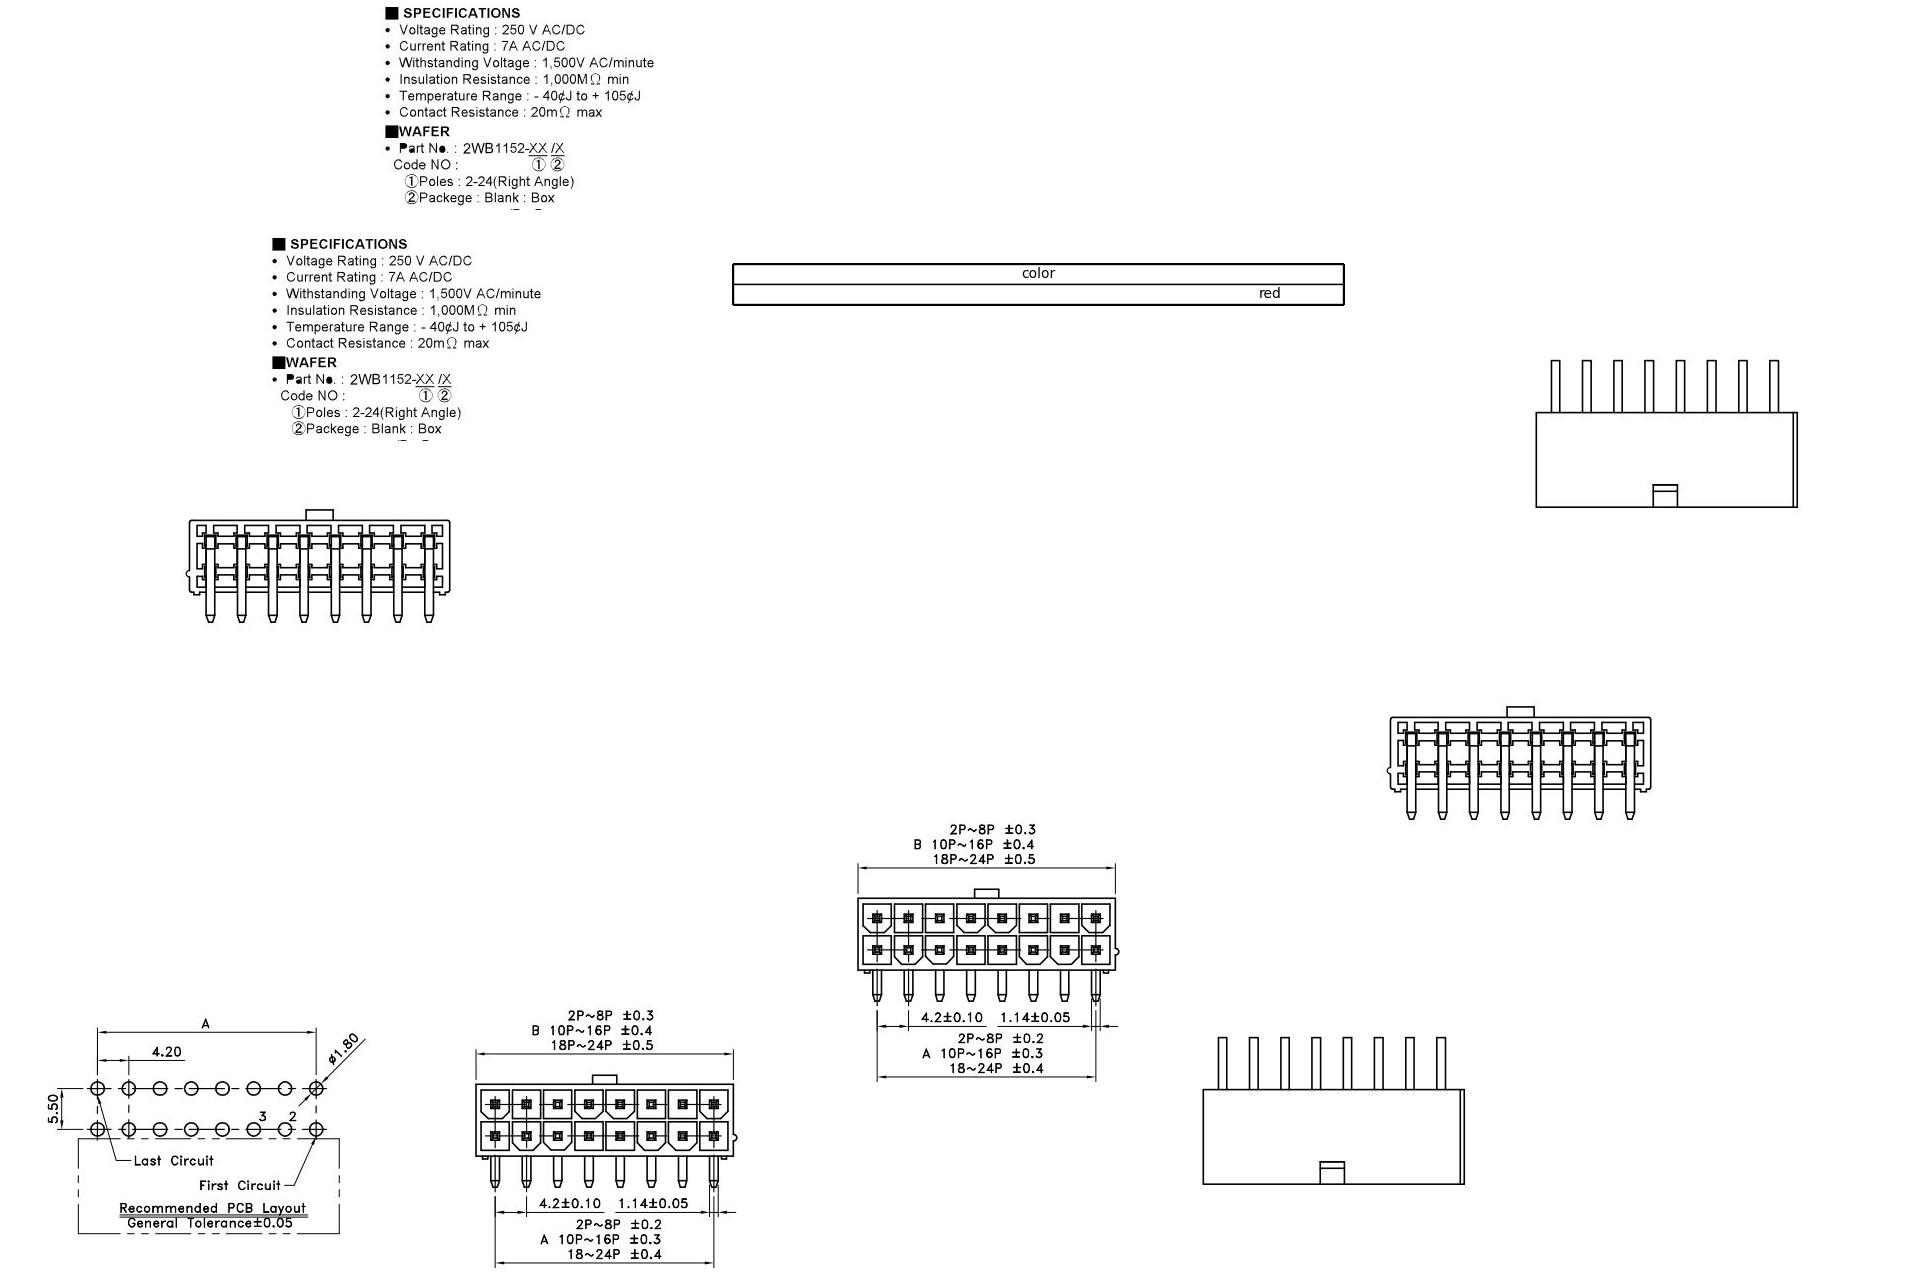 ■ SPECIFICATIONS
• Voltage Rating : 250 V AC/DC
• Current Rating : 7A AC/DC
• Withstanding Voltage : 1,500V AC/minute
• Insulation Resistance : 1,000MΩ min
• Temperature Range : - 40¢J to + 105¢J
• Contact Resistance : 20mΩ max
■WAFER
• Part No. : 2WB1152-XX /X
Code NO : ① ②
①Poles : 2-24(Right Angle)
②Packege : Blank : Box
■ SPECIFICATIONS
• Voltage Rating : 250 V AC/DC
• Current Rating : 7A AC/DC
• Withstanding Voltage : 1,500V AC/minute
• Insulation Resistance : 1,000MΩ min
• Temperature Range : - 40¢J to + 105¢J
• Contact Resistance : 20mΩ max
■WAFER
• Part No. : 2WB1152-XX /X
Code NO : ① ②
①Poles : 2-24(Right Angle)
②Packege : Blank : Box
color
red
2P~8P ±0.3
B 10P~16P ±0.4
18P~24P ±0.5
4.2±0.10 1.14±0.05
2P~8P ±0.2
A 10P~16P ±0.3
18~24P ±0.4
2P~8P ±0.3
B 10P~16P ±0.4
18P~24P ±0.5
4.2±0.10 1.14±0.05
2P~8P ±0.2
A 10P~16P ±0.3
18~24P ±0.4
A
4.20
ø1.80
5.50
3 2
Last Circuit
First Circuit
Recommended PCB Layout
General Tolerance±0.05